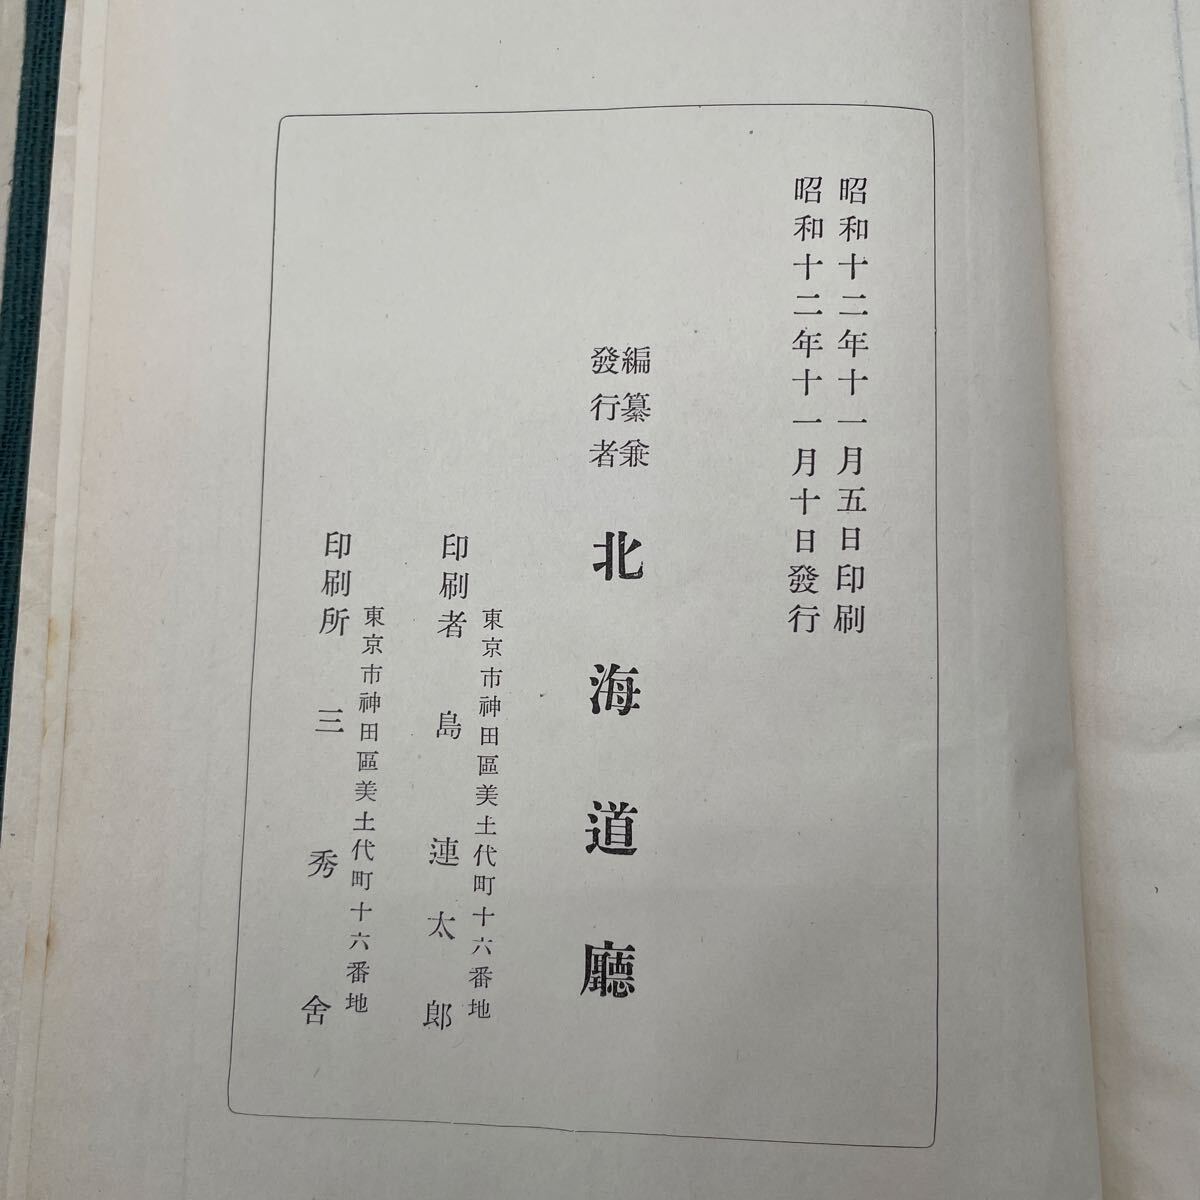 昭和十二年十一月五日印刷
昭和十二年十一月十日發行
編纂兼
發行者
北海道廳
東京市神田區美土代町十六番地
印刷者 島連太郎
東京市神田區美土代町十六番地
印刷所 三秀舍